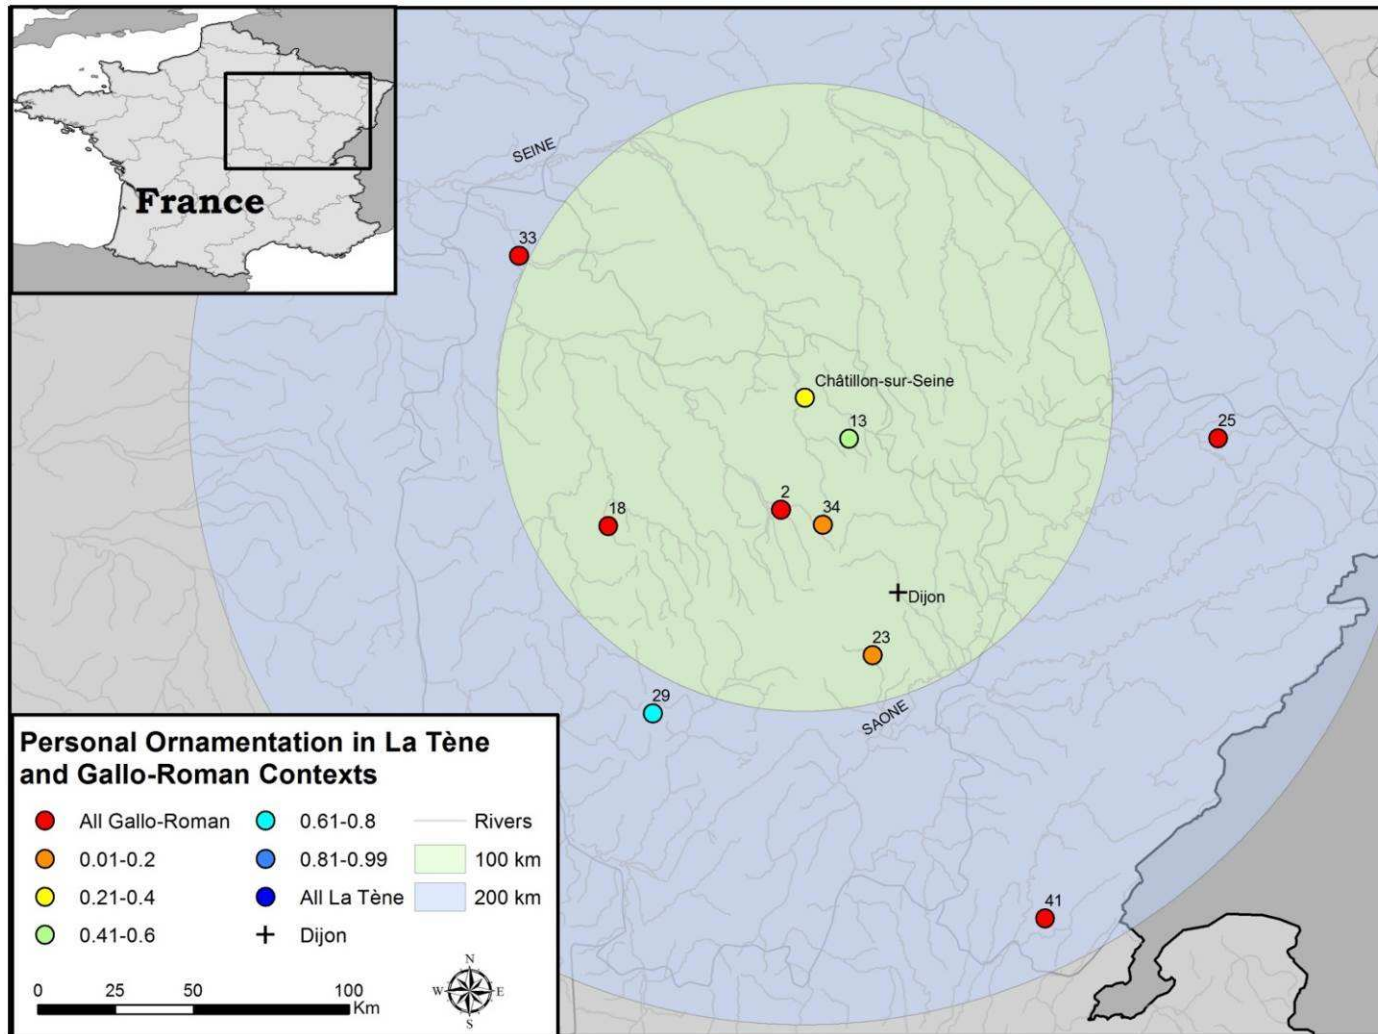 France
SEINE
33
Châtillon-sur-Seine
13
25
2
34
18
Dijon
23
29
SAONE
41
Personal Ornamentation in La Tène
and Gallo-Roman Contexts
All Gallo-Roman
0.61-0.8
Rivers
0.01-0.2
0.81-0.99
100 km
0.21-0.4
All La Tène
200 km
0.41-0.6
Dijon
0 25 50 100
Km
N
W E
S